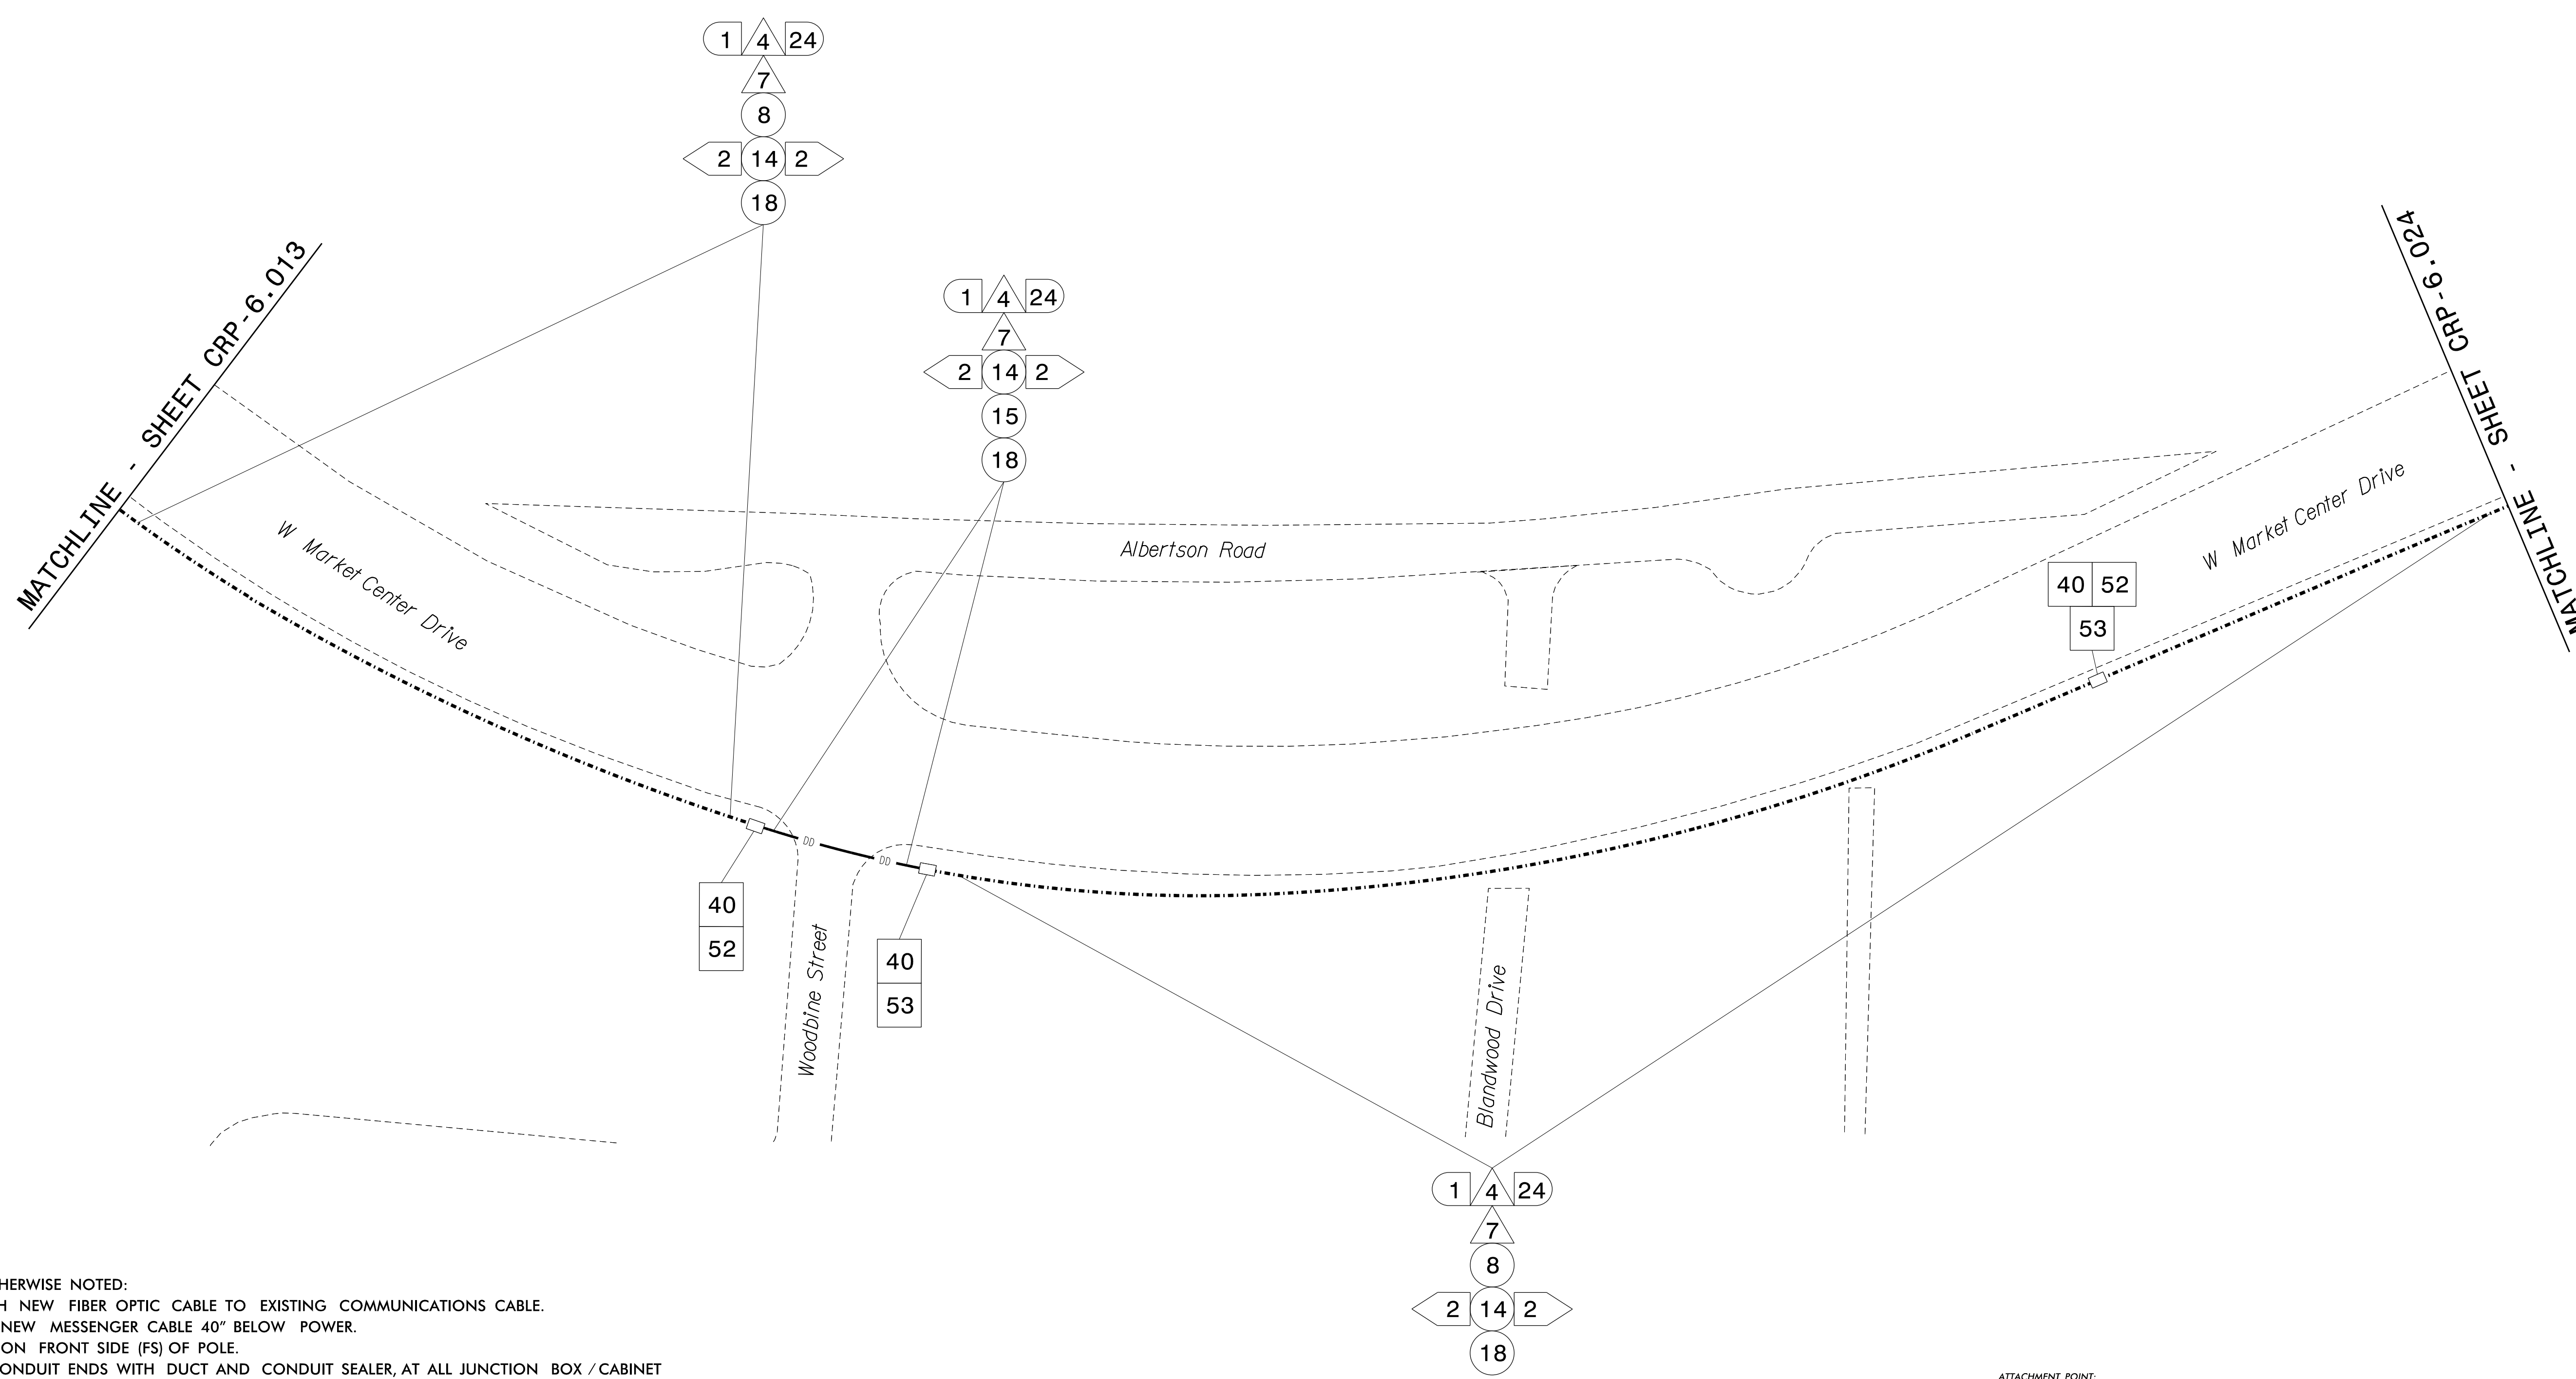 1 4 24
7
8
2 14 2
18
MATCHLINE - SHEET CRP-6.013
1 4 24
7
2 14 2
15
18
MATCHLINE - SHEET CRP-6.024
W Market Center Drive
Albertson Road
W Market Center Drive
40 52
53
DD
DD
40
52
Woodbine Street
40
53
Blandwood Drive
1 4 24
7
8
2 14 2
18
HERWISE NOTED:
H NEW FIBER OPTIC CABLE TO EXISTING COMMUNICATIONS CABLE.
NEW MESSENGER CABLE 40" BELOW POWER.
ON FRONT SIDE (FS) OF POLE.
ONDUIT ENDS WITH DUCT AND CONDUIT SEALER, AT ALL JUNCTION BOX / CABINET
ATTACHMENT POINT: